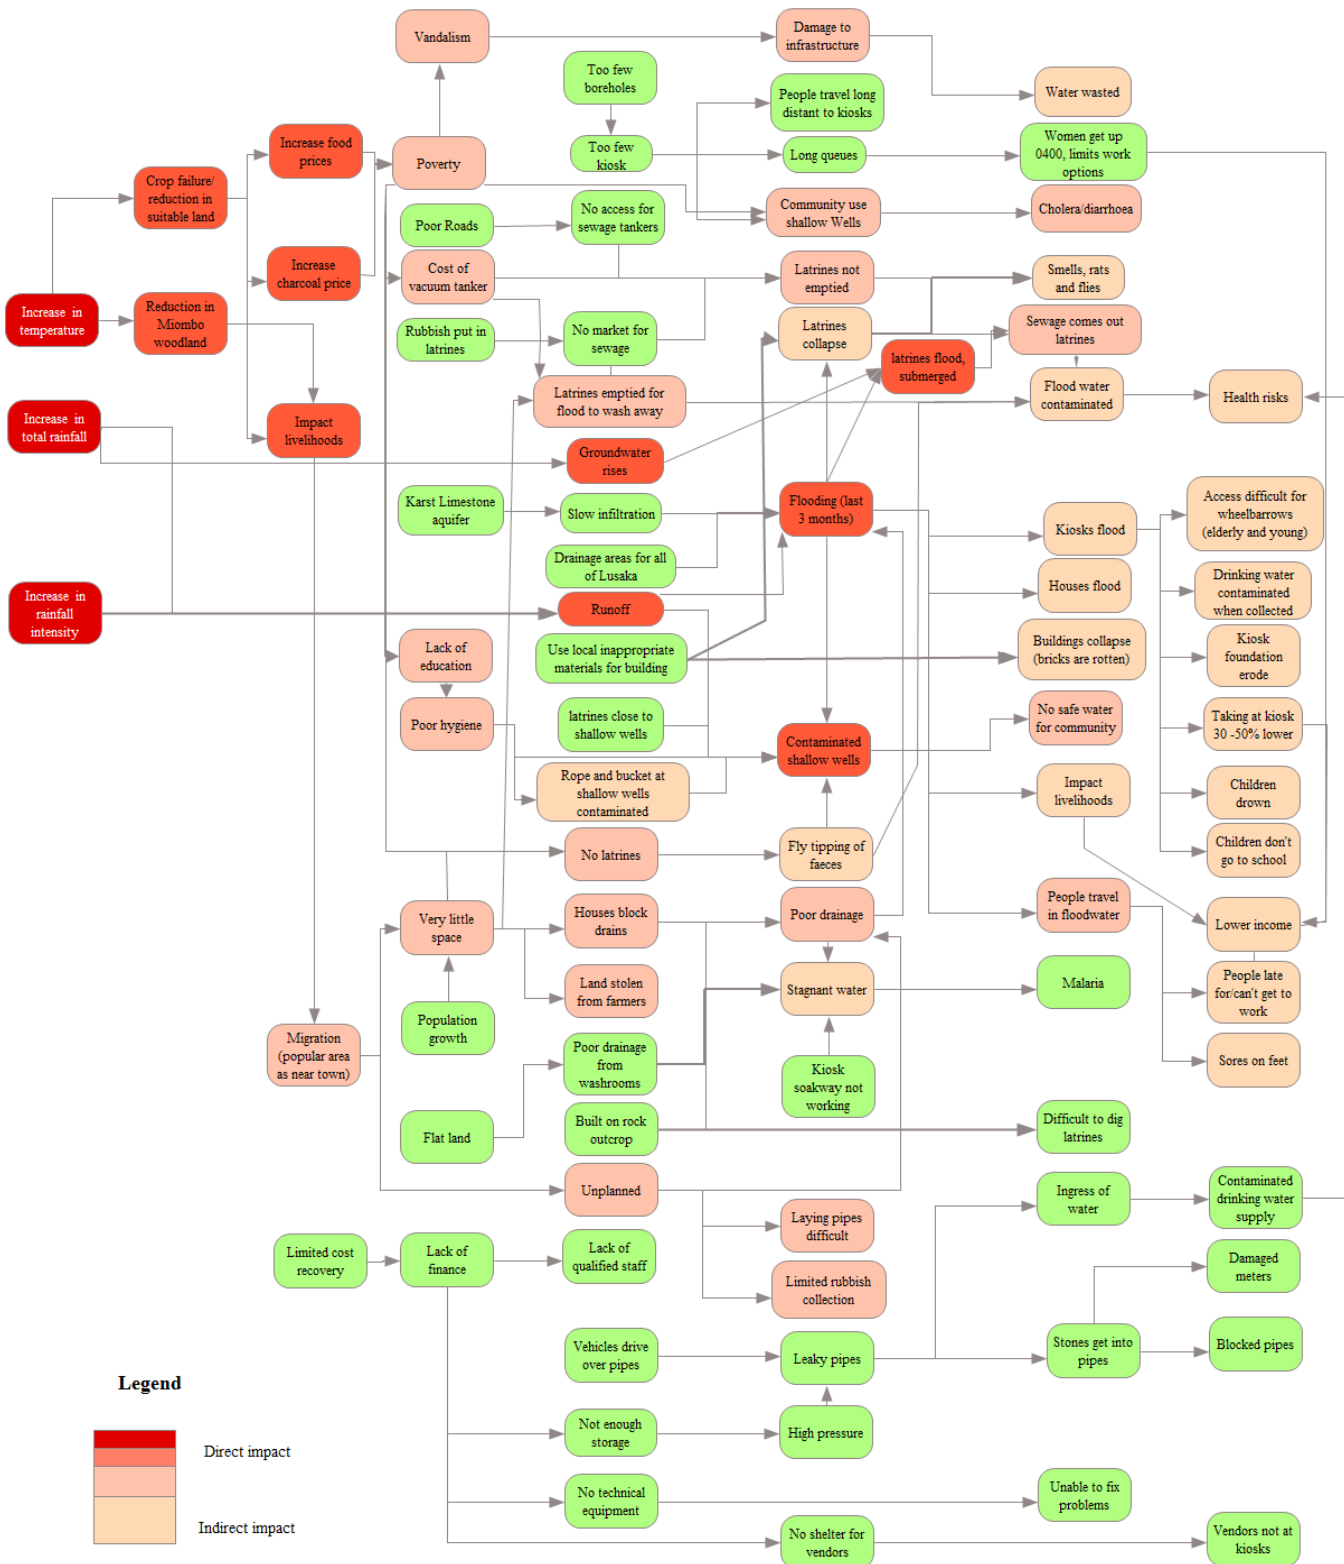 Vandalism
Damage to
infrastructure
Too few
boreholes
People travel long
distant to kiosks
Water wasted
Increase food
prices
Poverty
Too few
kiosk
Long queues
Women get up
0400, limits work
options
Crop failure/
reduction in
suitable land
Poor Roads
No access for
sewage tankers
Community use
shallow Wells
Cholera/diarrhoea
Increase
charcoal price
Cost of
vacuum tanker
Latrines not
emptied
Smells, rats
and flies
Increase in
temperature
Reduction in
Miombo
woodland
Rubbish put in
latrines
No market for
sewage
Latrines
collapse
Sewage comes out
latrines
latrines flood,
submerged
Increase in
total rainfall
Impact
livelihoods
Latrines emptied for
flood to wash away
Flood water
contaminated
Health risks
Groundwater
rises
Karst Limestone
aquifer
Slow infiltration
Flooding (last
3 months)
Kiosks flood
Access difficult for
wheelbarrows
(elderly and young)
Drainage areas for all
of Lusaka
Houses flood
Drinking water
contaminated
when collected
Increase in
rainfall
intensity
Runoff
Lack of
education
Use local inappropriate
materials for building
Buildings collapse
(bricks are rotten)
Kiosk
foundation
erode
Poor hygiene
latrines close to
shallow wells
Contaminated
shallow wells
No safe water
for community
Taking at kiosk
30 -50% lower
Rope and bucket at
shallow wells
contaminated
Impact
livelihoods
Children
drown
No latrines
Fly tipping of
faeces
Children don't
go to school
Very little
space
Houses block
drains
Poor drainage
People travel
in floodwater
Lower income
Land stolen
from farmers
Stagnant water
Malaria
People late
for/can't get to
work
Population
growth
Migration
(popular area
as near town)
Poor drainage
from
washrooms
Kiosk
soakway not
working
Sores on feet
Flat land
Built on rock
outcrop
Difficult to dig
latrines
Unplanned
Laying pipes
difficult
Ingress of
water
Contaminated
drinking water
supply
Limited cost
recovery
Lack of
finance
Lack of
qualified staff
Limited rubbish
collection
Damaged
meters
Vehicles drive
over pipes
Leaky pipes
Stones get into
pipes
Blocked pipes
Not enough
storage
High pressure
No technical
equipment
Unable to fix
problems
No shelter for
vendors
Vendors not at
kiosks
Legend
Direct impact
Indirect impact